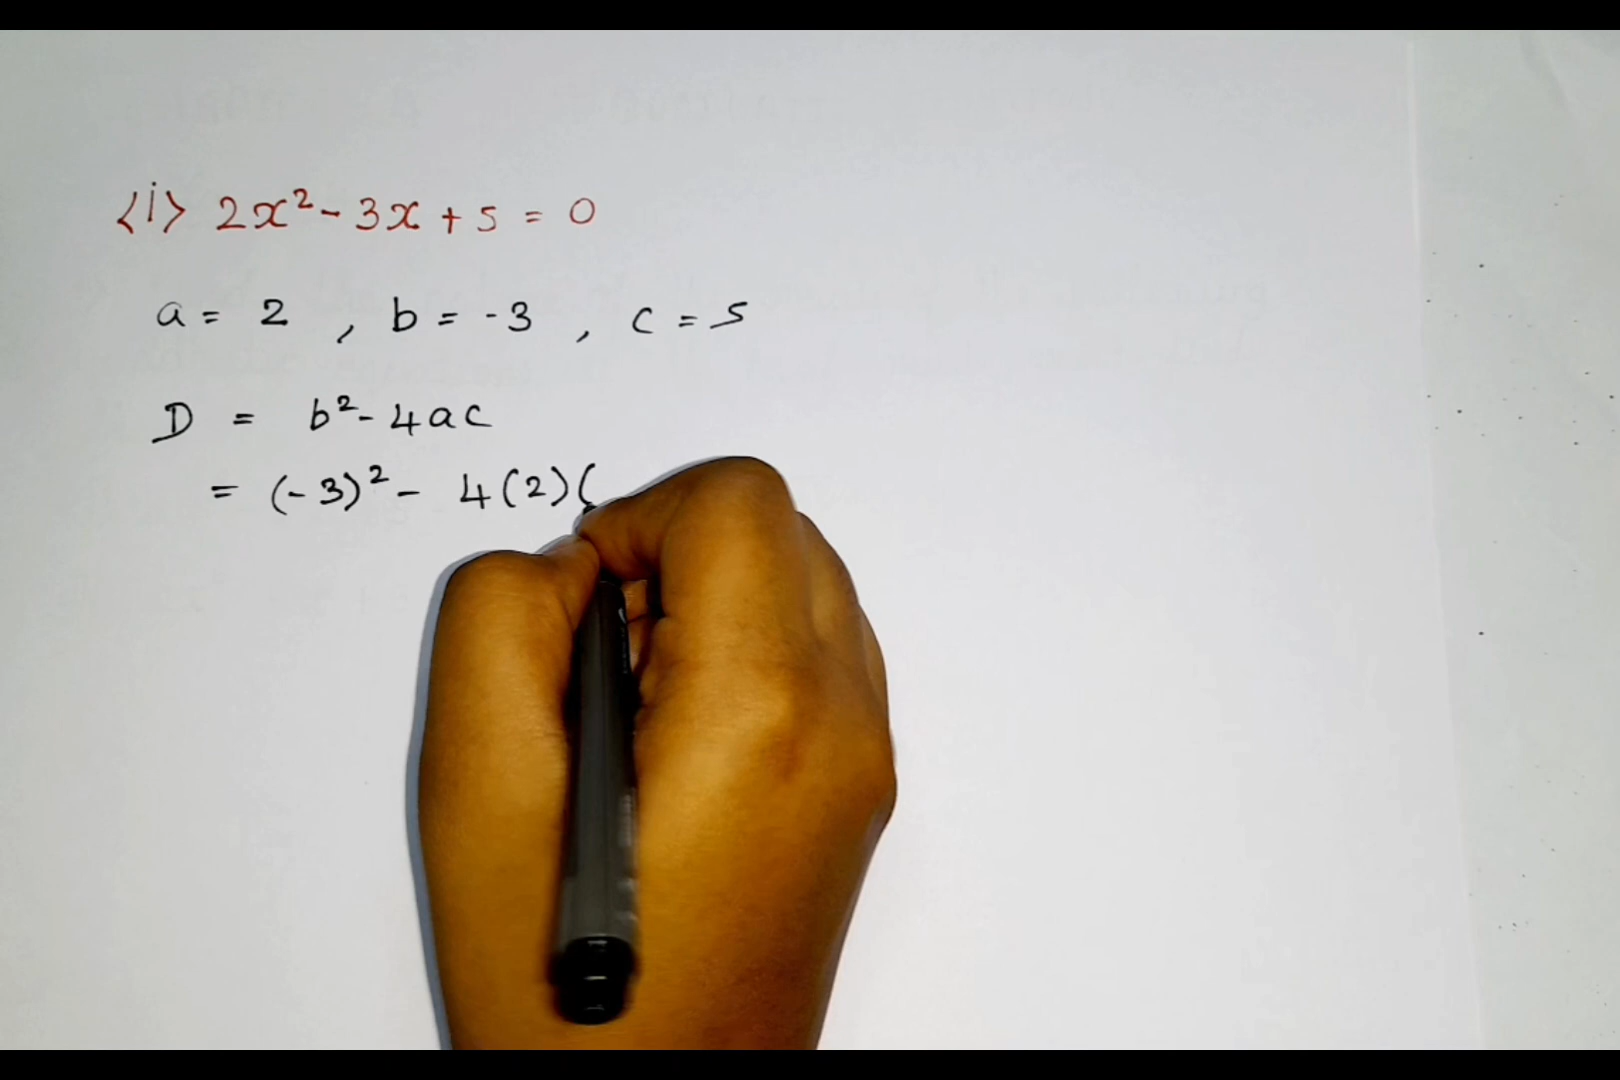 <i> 2x² - 3x + 5 = 0
a = 2 , b = -3 , c = 5
D = b² - 4ac
= (-3)² - 4(2)(